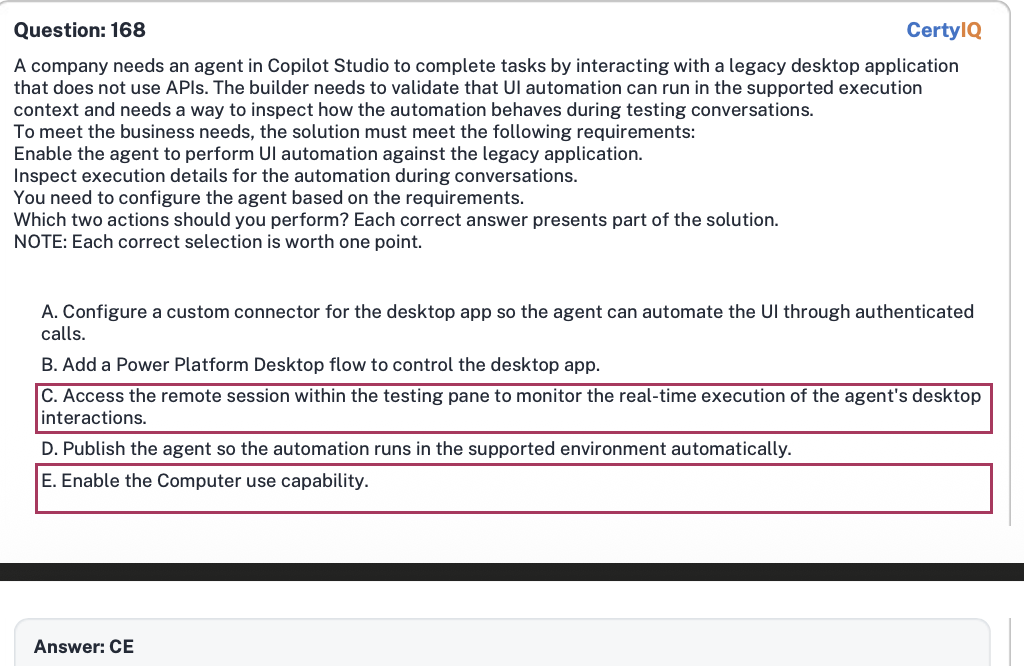 Question: 168
CertyIQ
A company needs an agent in Copilot Studio to complete tasks by interacting with a legacy desktop application
that does not use APIs. The builder needs to validate that UI automation can run in the supported execution
context and needs a way to inspect how the automation behaves during testing conversations.
To meet the business needs, the solution must meet the following requirements:
Enable the agent to perform UI automation against the legacy application.
Inspect execution details for the automation during conversations.
You need to configure the agent based on the requirements.
Which two actions should you perform? Each correct answer presents part of the solution.
NOTE: Each correct selection is worth one point.
A. Configure a custom connector for the desktop app so the agent can automate the UI through authenticated
calls.
B. Add a Power Platform Desktop flow to control the desktop app.
C. Access the remote session within the testing pane to monitor the real-time execution of the agent's desktop
interactions.
D. Publish the agent so the automation runs in the supported environment automatically.
E. Enable the Computer use capability.
Answer: CE